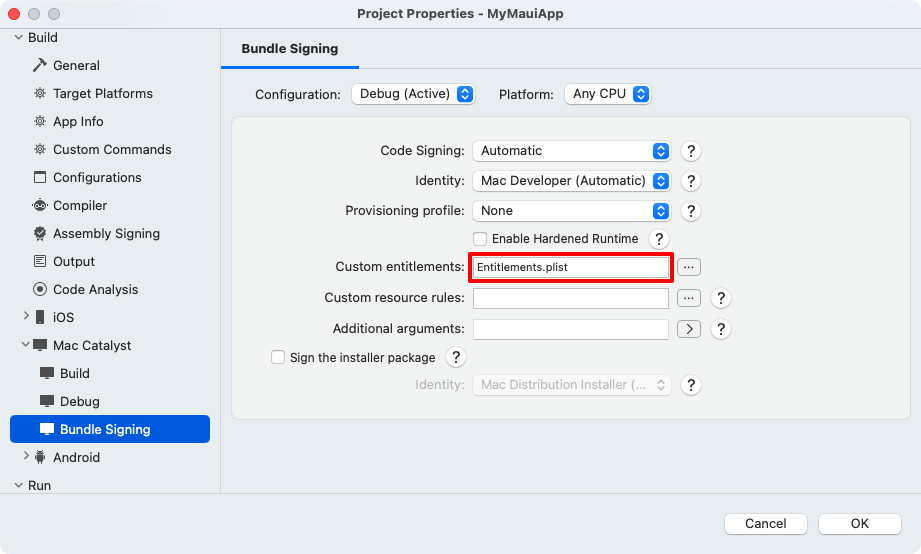 Project Properties - MyMauiApp
Build
General
Target Platforms
App Info
Custom Commands
Configurations
Compiler
Assembly Signing
Output
Code Analysis
iOS
Mac Catalyst
Build
Debug
Bundle Signing
Android
Run
Bundle Signing
Configuration: Debug (Active) Platform: Any CPU
Code Signing: Automatic ?
Identity: Mac Developer (Automatic) ?
Provisioning profile: None ?
Enable Hardened Runtime ?
Custom entitlements: Entitlements.plist ...
Custom resource rules: ... ?
Additional arguments: > ?
Sign the installer package ?
Identity: Mac Distribution Installer (... ?
Cancel OK